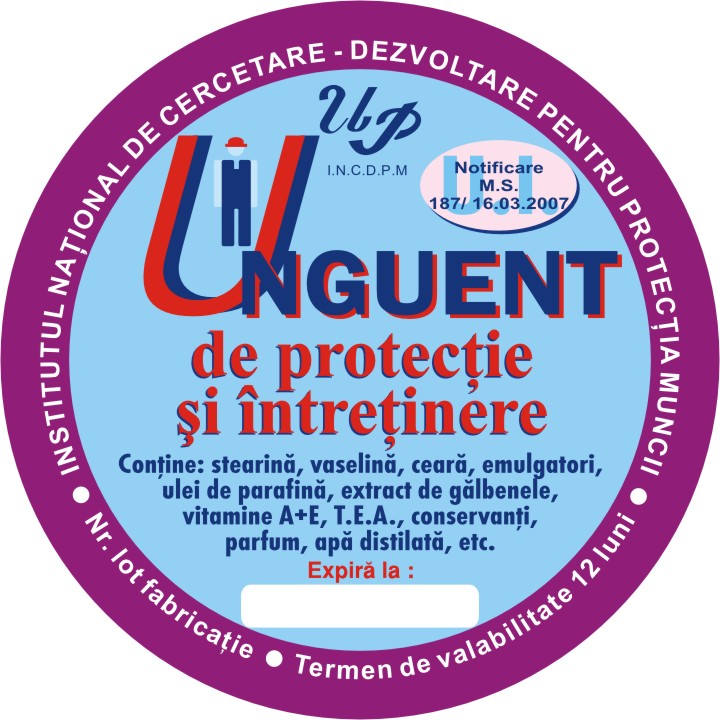 INSTITUTUL NAȚIONAL DE CERCETARE - DEZVOLTARE PENTRU PROTECȚIA MUNCII
UP
I.N.C.D.P.M
U.I.
Notificare
M.S.
187/ 16.03.2007
UNGUENT
de protecție
și întreținere
Conține: stearină, vaselină, ceară, emulgatori,
ulei de parafină, extract de gălbenele,
vitamine A+E, T.E.A., conservanți,
parfum, apă distilată, etc.
Expiră la :
● Nr. lot fabricație ● Termen de valabilitate 12 luni ●